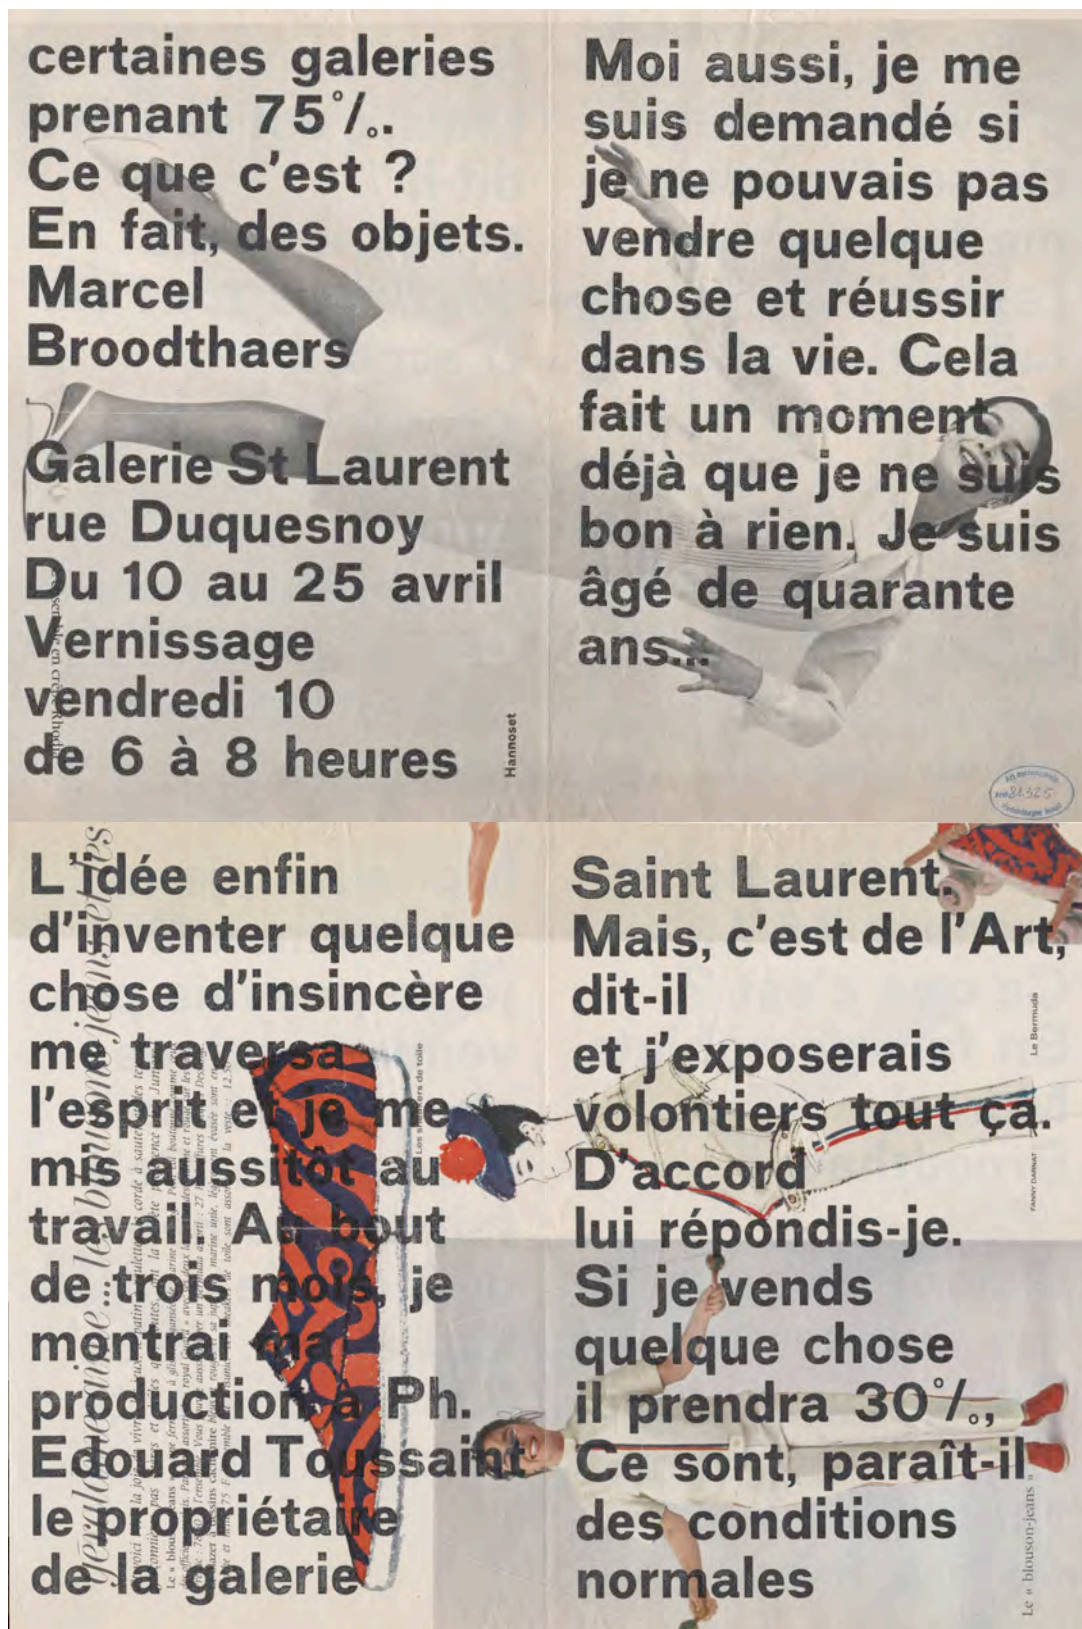 certaines galeries
prenant 75%.
Ce que c'est ?
En fait, des objets.
Marcel
Broodthaers
Galerie St Laurent
rue Duquesnoy
Du 10 au 25 avril
Vernissage
vendredi 10
de 6 à 8 heures
Hannoset
Moi aussi, je me
suis demandé si
je ne pouvais pas
vendre quelque
chose et réussir
dans la vie. Cela
fait un moment
déjà que je ne suis
bon à rien. Je suis
âgé de quarante
ans...
81.325
L'idée enfin
d'inventer quelque
chose d'insincère
me traversa
l'esprit et je me
mis aussitôt au
travail. Au bout
de trois mois, je
montrai ma
production à Ph.
Edouard Toussaint
le propriétaire
de la galerie
Saint Laurent.
Mais, c'est de l'Art,
dit-il
et j'exposerais
volontiers tout ça.
D'accord
lui répondis-je.
Si je vends
quelque chose
il prendra 30%.,
Ce sont, paraît-il
des conditions
normales
Le Bermuda
FANNY DARNAT
Le « blouson-jeans »